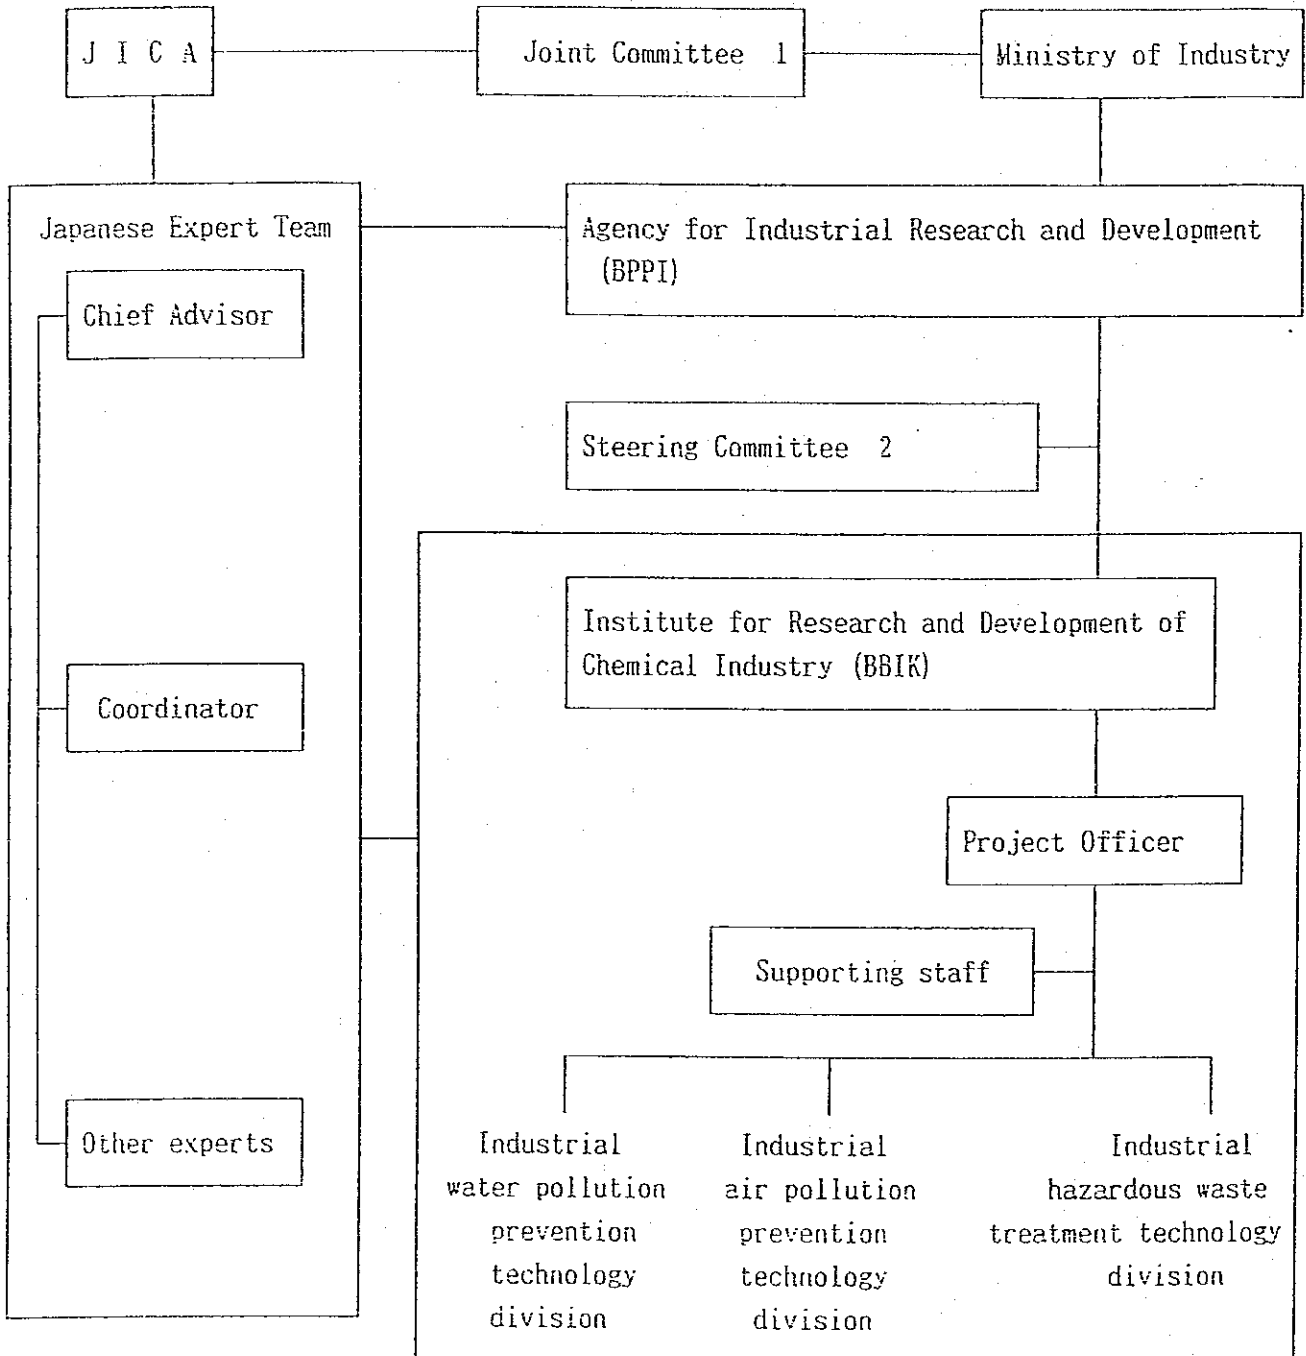 J I C A
Joint Committee 1
Ministry of Industry
Japanese Expert Team
Chief Advisor
Coordinator
Other experts
Agency for Industrial Research and Development
(BPPI)
Steering Committee 2
Institute for Research and Development of
Chemical Industry (BBIK)
Project Officer
Supporting staff
Industrial
water pollution
prevention
technology
division
Industrial
air pollution
prevention
technology
division
Industrial
hazardous waste
treatment technology
division